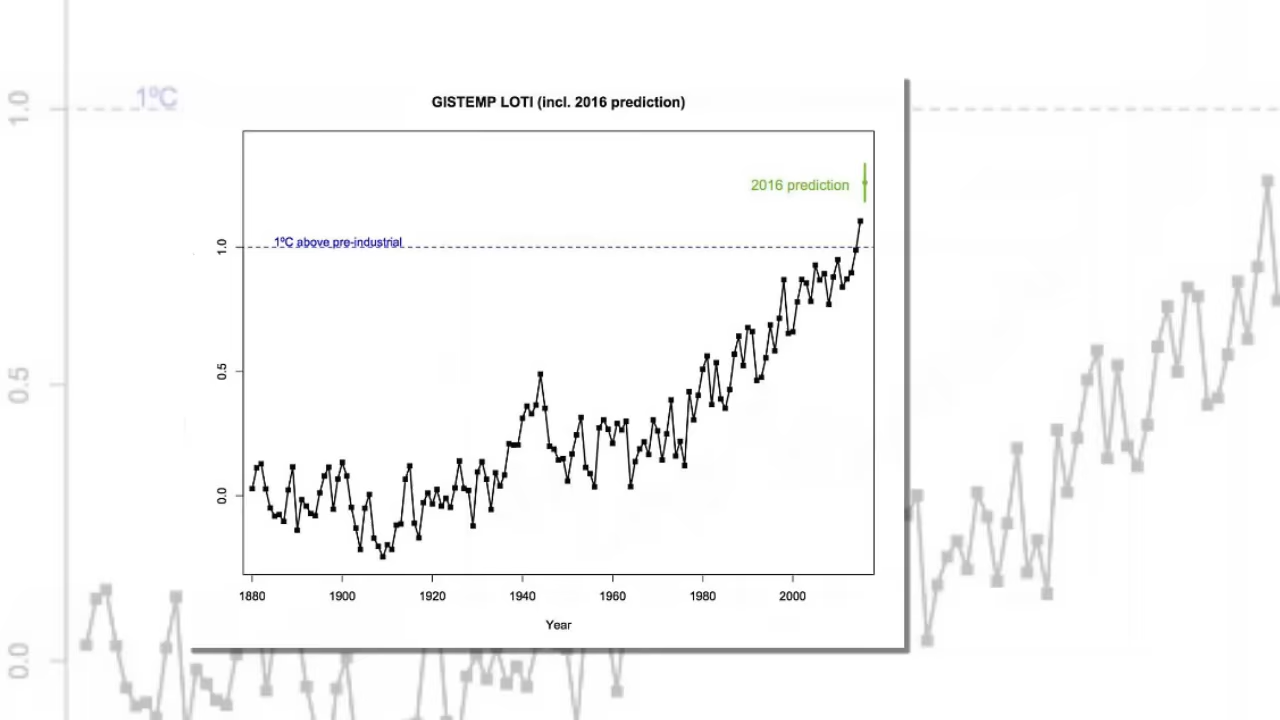 GISTEMP LOTI (incl. 2016 prediction)
1.0
1ºC
2016 prediction
1.0
1ºC above pre-industrial
0.5
0.5
0.0
0.0
1880 1900 1920 1940 1960 1980 2000
Year